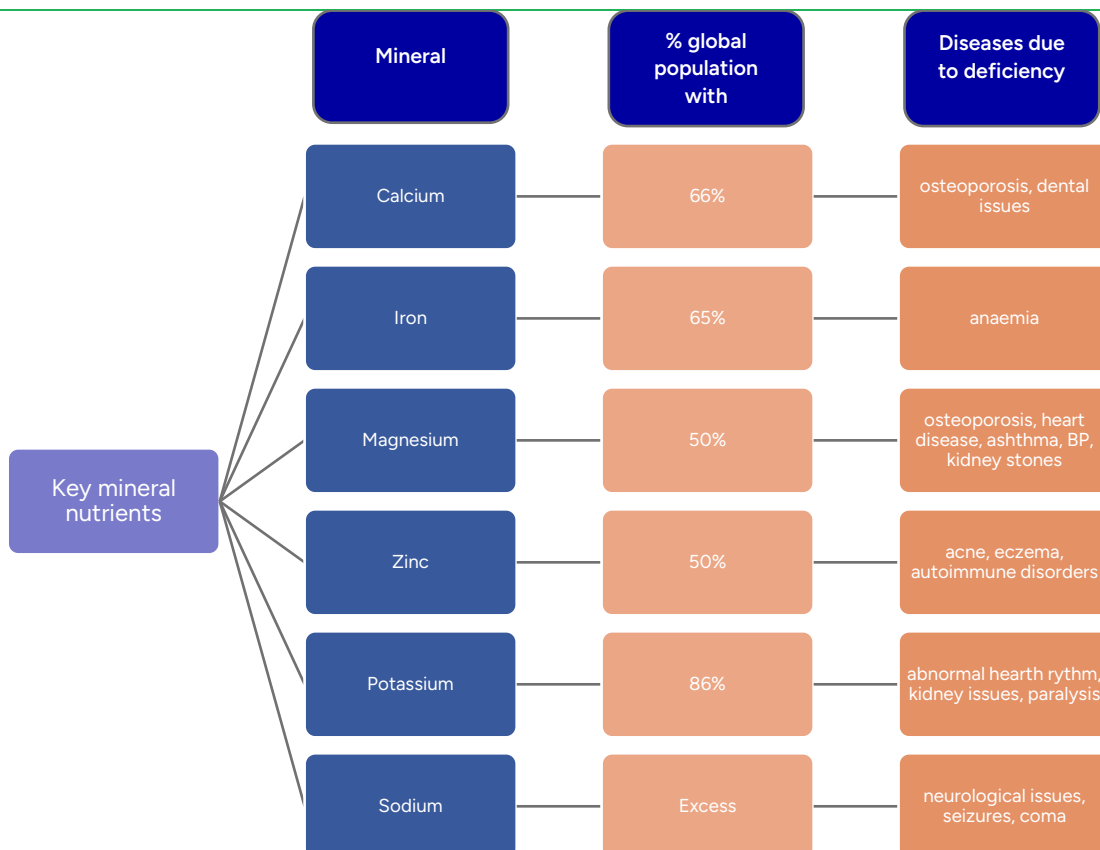 Mineral
% global
population
with
Diseases due
to deficiency
Key mineral
nutrients
Calcium
66%
osteoporosis, dental
issues
Iron
65%
anaemia
Magnesium
50%
osteoporosis, heart
disease, ashthma, BP,
kidney stones
Zinc
50%
acne, eczema,
autoimmune disorders
Potassium
86%
abnormal hearth rythm,
kidney issues, paralysis
Sodium
Excess
neurological issues,
seizures, coma